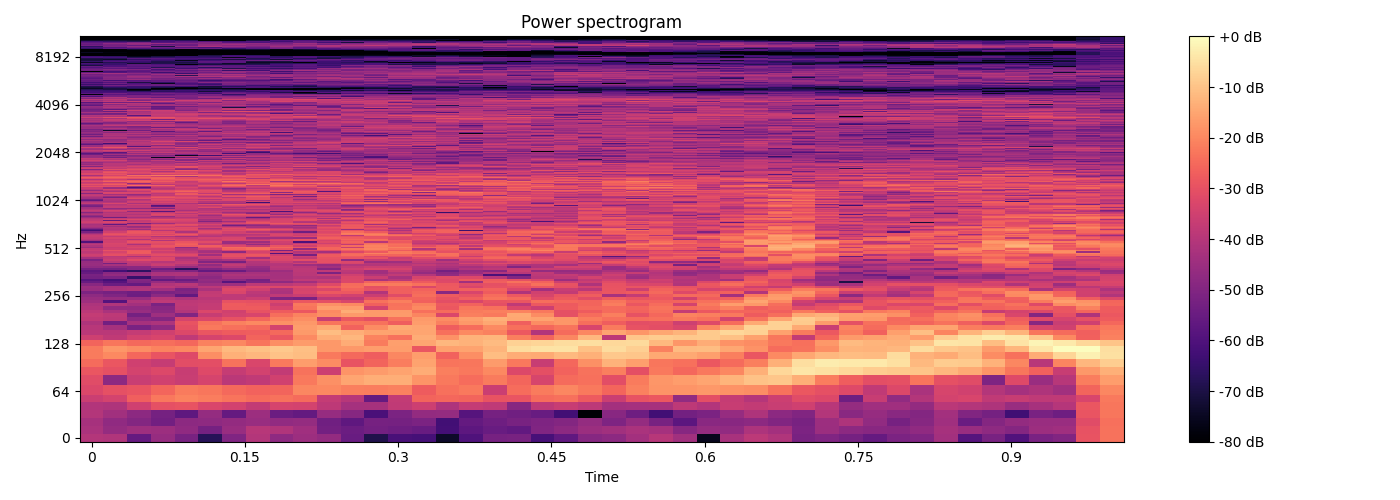 Power spectrogram
Hz
8192
4096
2048
1024
512
256
128
64
0
0 0.15 0.3 0.45 0.6 0.75 0.9
Time
+0 dB
-10 dB
-20 dB
-30 dB
-40 dB
-50 dB
-60 dB
-70 dB
-80 dB